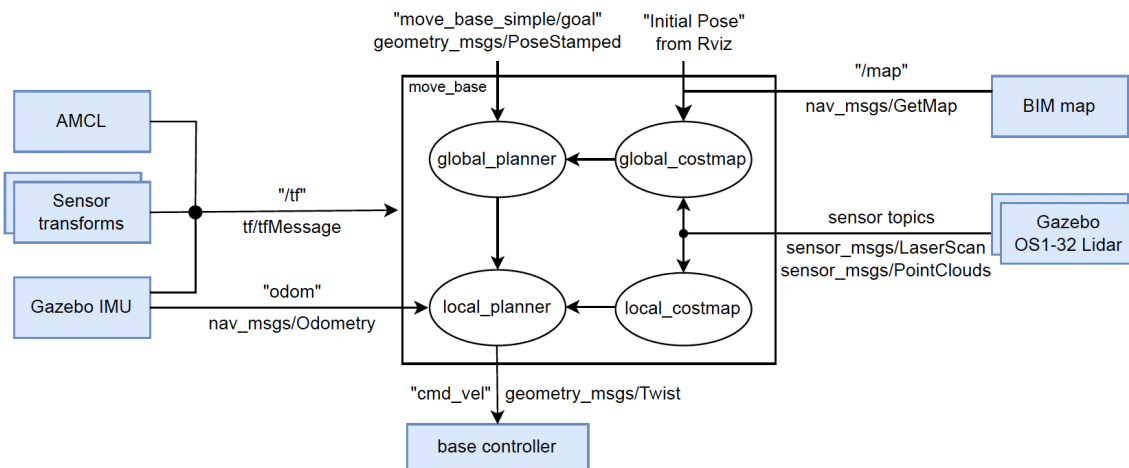 "move_base_simple/goal"
geometry_msgs/PoseStamped
"Initial Pose"
from Rviz
"/map"
nav_msgs/GetMap
BIM map
move_base
AMCL
global_planner
global_costmap
Sensor
transforms
"/tf"
tf/tfMessage
sensor topics
sensor_msgs/LaserScan
sensor_msgs/PointClouds
Gazebo
OS1-32 Lidar
Gazebo IMU
"odom"
nav_msgs/Odometry
local_planner
local_costmap
"cmd_vel"
geometry_msgs/Twist
base controller